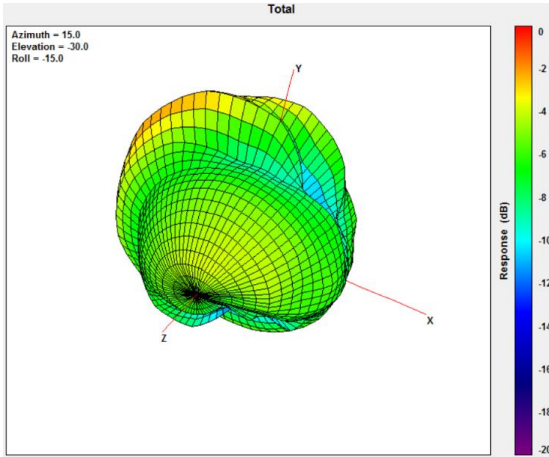 Total
Azimuth = 15.0
Elevation = -30.0
Roll = -15.0
Y
X
Z
0
-2
-4
-6
-8
-10
-12
-14
-16
-18
-20
Response (dB)